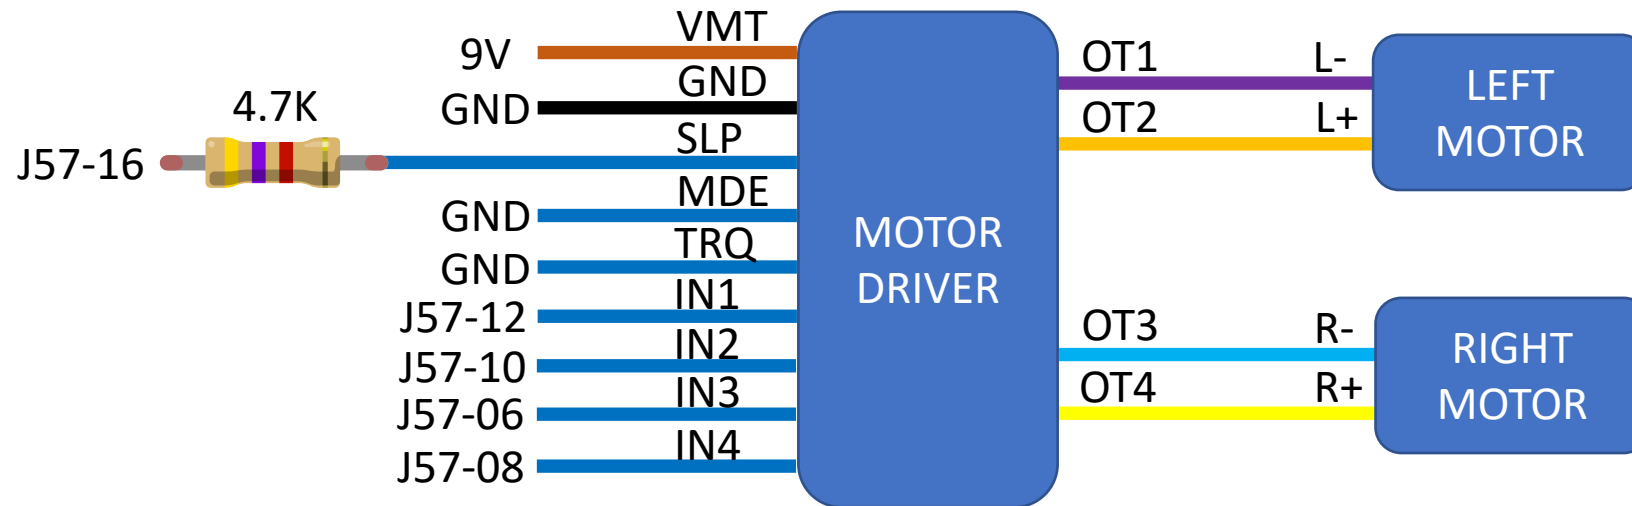 VMT
9V
GND
GND
4.7K
SLP
J57-16
MDE
GND
TRQ
GND
IN1
J57-12
IN2
J57-10
IN3
J57-06
IN4
J57-08
MOTOR
DRIVER
OT1
L-
OT2
L+
LEFT
MOTOR
OT3
R-
OT4
R+
RIGHT
MOTOR